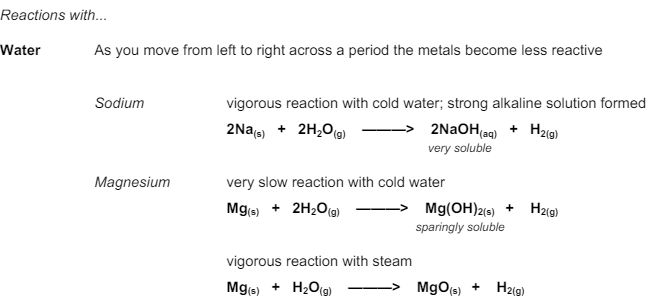 Reactions with...
Water As you move from left to right across a period the metals become less reactive
Sodium vigorous reaction with cold water; strong alkaline solution formed
2Na(s) + 2H₂O(g) ———> 2NaOH(aq) + H₂(g)
very soluble
Magnesium very slow reaction with cold water
Mg(s) + 2H₂O(g) ———> Mg(OH)₂(s) + H₂(g)
sparingly soluble
vigorous reaction with steam
Mg(s) + H₂O(g) ———> MgO(s) + H₂(g)